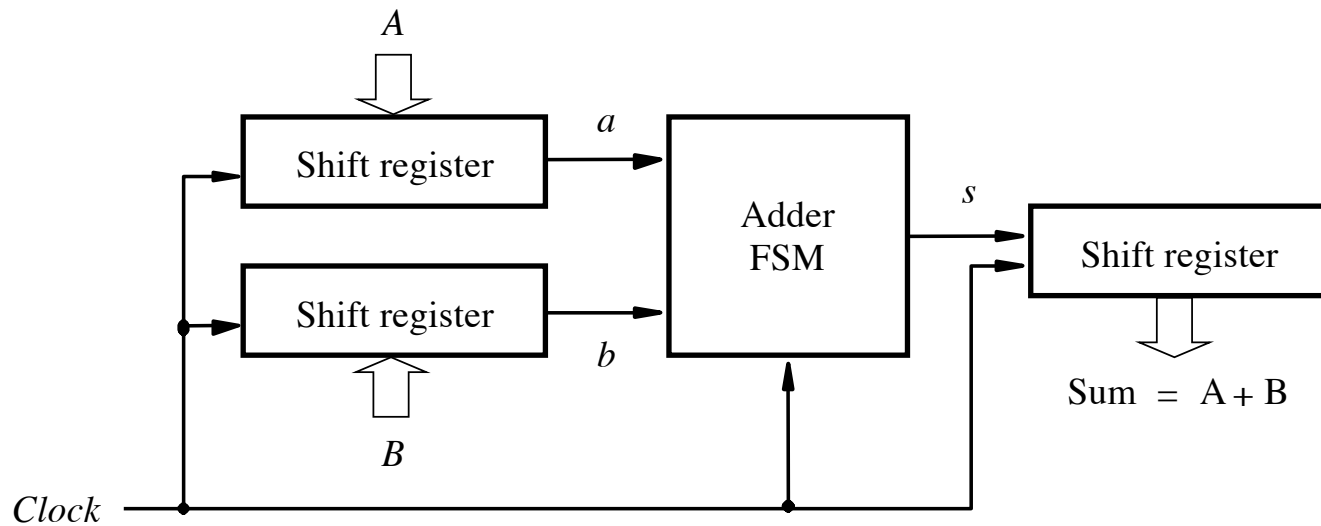 A
Shift register
a
Adder
FSM
s
Shift register
Shift register
b
Sum = A + B
B
Clock